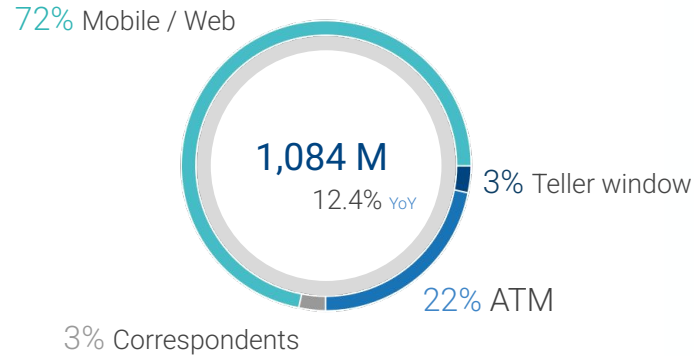 72% Mobile / Web
1,084 M
12.4% YoY
3% Teller window
22% ATM
3% Correspondents